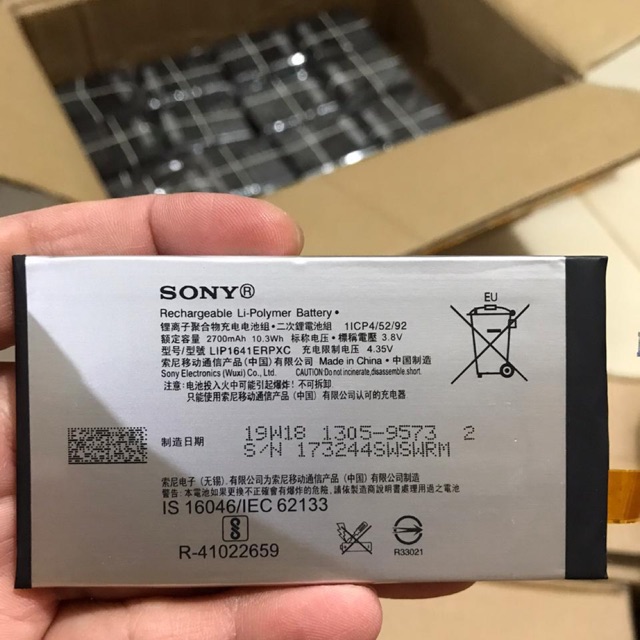 SONY®
Rechargeable Li-Polymer Battery •
锂离子聚合物充电电池组 • 二次鋰電池組 1ICP4/52/92
额定容量 2700mAh 10.3Wh 标称电压 • 標稱電壓 3.8V
型号/型號 LIP1641ERPXC 充电限制电压 4.35V
索尼移动通信产品(中国)有限公司 Made in China • 中国制造
Sony Electronics (Wuxi) Co., Ltd. CAUTION Do not incinerate, disassemble. short.
注意: 电池投入火中可能引起爆炸! 不可拆卸
只能使用索尼移动通信产品 (中国) 有限公司认可的充电器
EU
制造日期
19W18 1305-9573 2
S/N 173244SWSWRM
索尼电子 (无锡) 有限公司为索尼移动通信产品 (中国) 有限公司制造
警告: 本電池如果更換不正確會有爆炸的危險, 請依製造商說明書處理用過之電池
IS 16046/IEC 62133
R-41022659
R33021